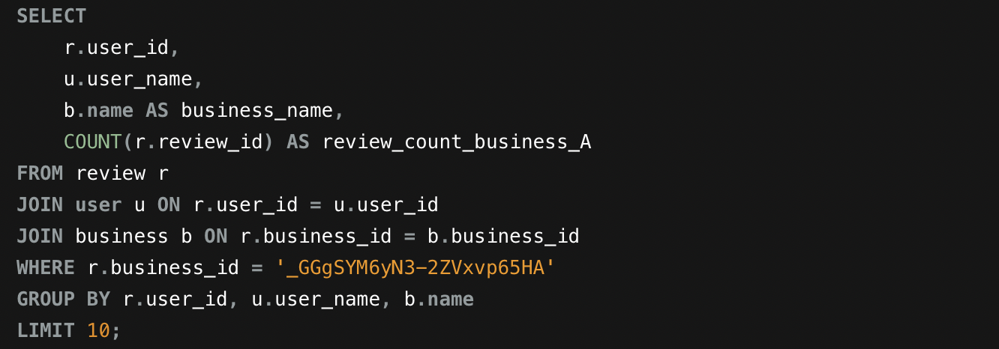 SELECT
    r.user_id,
    u.user_name,
    b.name AS business_name,
    COUNT(r.review_id) AS review_count_business_A
FROM review r
JOIN user u ON r.user_id = u.user_id
JOIN business b ON r.business_id = b.business_id
WHERE r.business_id = '_GGgSYM6yN3-2ZVxvp65HA'
GROUP BY r.user_id, u.user_name, b.name
LIMIT 10;